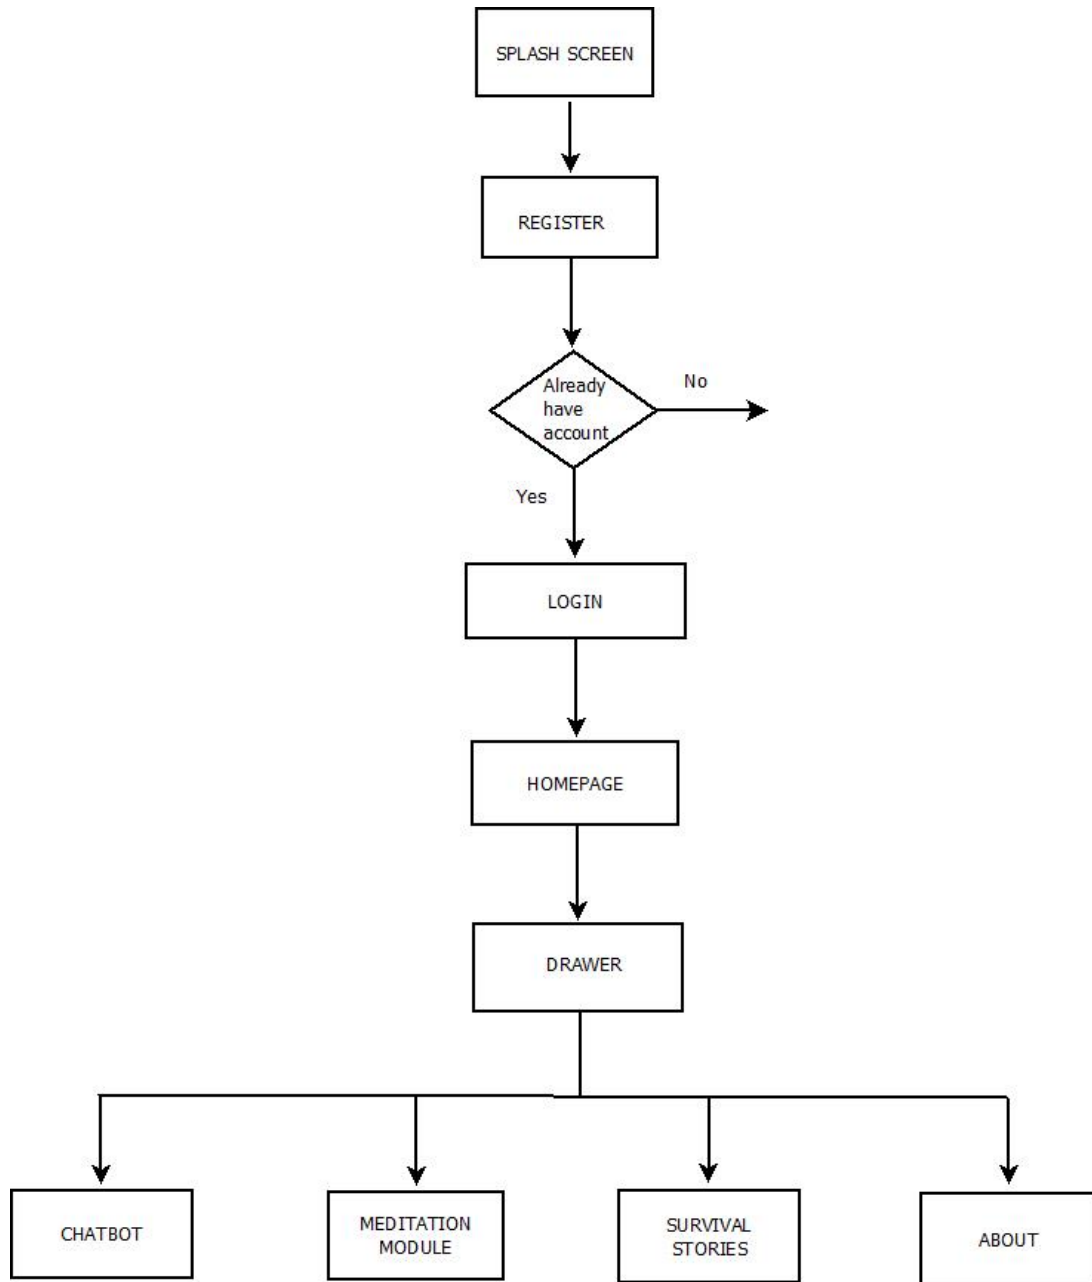 SPLASH SCREEN
REGISTER
Already
have
account
No
Yes
LOGIN
HOMEPAGE
DRAWER
CHATBOT
MEDITATION
MODULE
SURVIVAL
STORIES
ABOUT